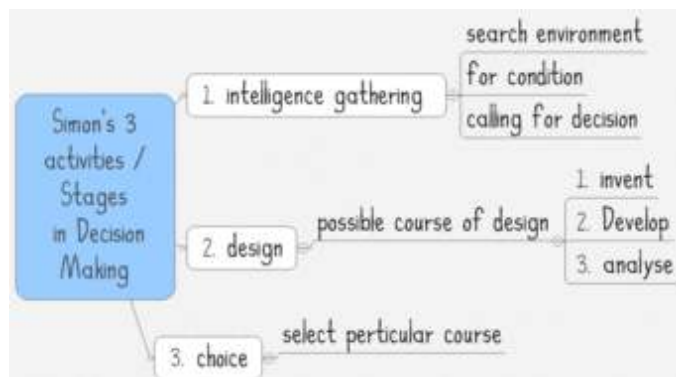 Simon's 3
activities /
Stages
in Decision
Making
1. intelligence gathering
search environment
for condition
calling for decision
2. design
possible course of design
1. invent
2. Develop
3. analyse
3. choice
select perticular course